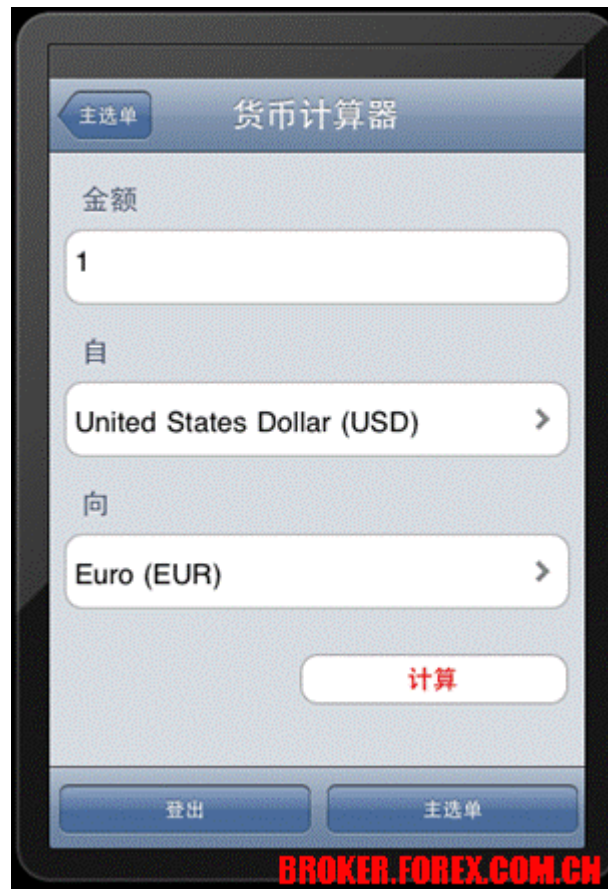 主选单 货币计算器
金额
1
自
United States Dollar (USD)
向
Euro (EUR)
计算
登出 主选单
BROKER.FOREX.COM.CN